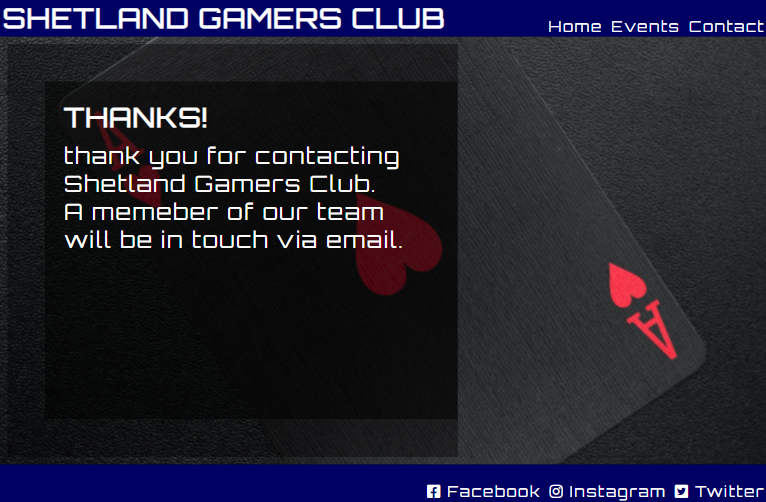 SHETLAND GAMERS CLUB
Home Events Contact
THANKS!
thank you for contacting
Shetland Gamers Club.
A memeber of our team
will be in touch via email.
A
A
Facebook Instagram Twitter